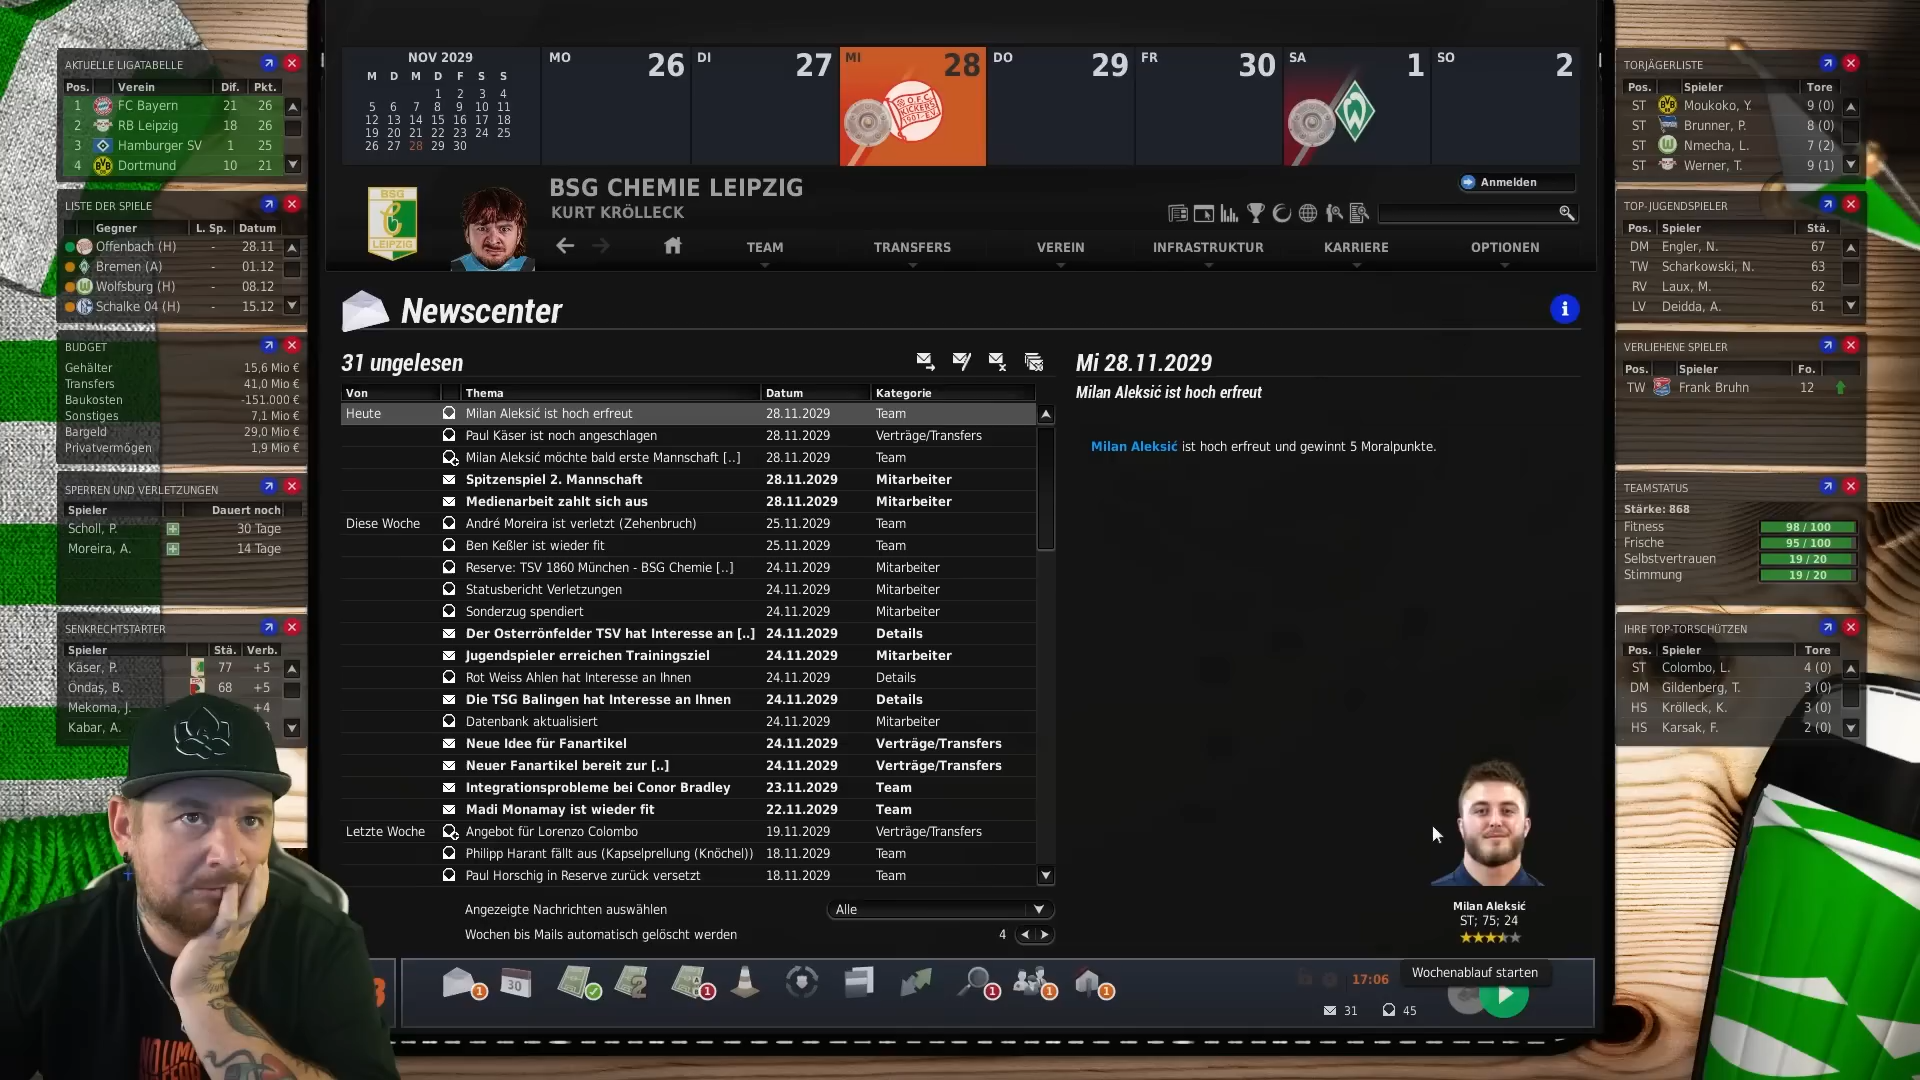 AKTUELLE LIGATABELLE
Pos. Verein Dif. Pkt.
1 FC Bayern 21 26
2 RB Leipzig 18 26
3 Hamburger SV 1 25
4 Dortmund 10 21
LISTE DER SPIELE
Gegner L. Sp. Datum
Offenbach (H) - 28.11
Bremen (A) - 01.12
Wolfsburg (H) - 08.12
Schalke 04 (H) - 15.12
BUDGET
Gehälter 15,6 Mio €
Transfers 41,0 Mio €
Baukosten -151.000 €
Sonstiges 7,1 Mio €
Bargeld 29,0 Mio €
Privatvermögen 1,9 Mio €
SPERREN UND VERLETZUNGEN
Spieler Dauert noch
Scholl, P. 30 Tage
Moreira, A. 14 Tage
SENKRECHTSTARTER
Spieler Stä. Verb.
Käser, P. 77 +5
Öndaş, B. 68 +5
Mekoma, J. +4
Kabar, A.
NOV 2029
M D M D F S S
1 2 3 4
5 6 7 8 9 10 11
12 13 14 15 16 17 18
19 20 21 22 23 24 25
26 27 28 29 30
MO 26
DI 27
MI 28
DO 29
FR 30
SA 1
SO 2
BSG CHEMIE LEIPZIG
KURT KRÖLLECK
BSG
LEIPZIG
Anmelden
TEAM TRANSFERS VEREIN INFRASTRUKTUR KARRIERE OPTIONEN
Newscenter
31 ungelesen
Von Thema Datum Kategorie
Heute Milan Aleksić ist hoch erfreut 28.11.2029 Team
Paul Käser ist noch angeschlagen 28.11.2029 Verträge/Transfers
Milan Aleksić möchte bald erste Mannschaft [..] 28.11.2029 Team
Spitzenspiel 2. Mannschaft 28.11.2029 Mitarbeiter
Medienarbeit zahlt sich aus 28.11.2029 Mitarbeiter
Diese Woche André Moreira ist verletzt (Zehenbruch) 25.11.2029 Team
Ben Keßler ist wieder fit 25.11.2029 Team
Reserve: TSV 1860 München - BSG Chemie [..] 24.11.2029 Mitarbeiter
Statusbericht Verletzungen 24.11.2029 Mitarbeiter
Sonderzug spendiert 24.11.2029 Mitarbeiter
Der Osterrönfelder TSV hat Interesse an [..] 24.11.2029 Details
Jugendspieler erreichen Trainingsziel 24.11.2029 Mitarbeiter
Rot Weiss Ahlen hat Interesse an Ihnen 24.11.2029 Details
Die TSG Balingen hat Interesse an Ihnen 24.11.2029 Details
Datenbank aktualisiert 24.11.2029 Mitarbeiter
Neue Idee für Fanartikel 24.11.2029 Verträge/Transfers
Neuer Fanartikel bereit zur [..] 24.11.2029 Verträge/Transfers
Integrationsprobleme bei Conor Bradley 23.11.2029 Team
Madi Monamay ist wieder fit 22.11.2029 Team
Letzte Woche Angebot für Lorenzo Colombo 19.11.2029 Verträge/Transfers
Philipp Harant fällt aus (Kapselprellung (Knöchel)) 18.11.2029 Team
Paul Horschig in Reserve zurück versetzt 18.11.2029 Team
Angezeigte Nachrichten auswählen Alle
Wochen bis Mails automatisch gelöscht werden 4
Mi 28.11.2029
Milan Aleksić ist hoch erfreut
Milan Aleksić ist hoch erfreut und gewinnt 5 Moralpunkte.
Milan Aleksić
ST; 75; 24
1 30 2 1 1 1 1
17:06
Wochenablauf starten
31 45
TORJÄGERLISTE
Pos. Spieler Tore
ST Moukoko, Y. 9 (0)
ST Brunner, P. 8 (0)
ST Nmecha, L. 7 (2)
ST Werner, T. 9 (1)
TOP-JUGENDSPIELER
Pos. Spieler Stä.
DM Engler, N. 67
TW Scharkowski, N. 63
RV Laux, M. 62
LV Deidda, A. 61
VERLIEHENE SPIELER
Pos. Spieler Fo.
TW Frank Bruhn 12
TEAMSTATUS
Stärke: 868
Fitness 98 / 100
Frische 95 / 100
Selbstvertrauen 19 / 20
Stimmung 19 / 20
IHRE TOP-TORSCHÜTZEN
Pos. Spieler Tore
ST Colombo, L. 4 (0)
DM Gildenberg, T. 3 (0)
HS Krölleck, K. 3 (0)
HS Karsak, F. 2 (0)